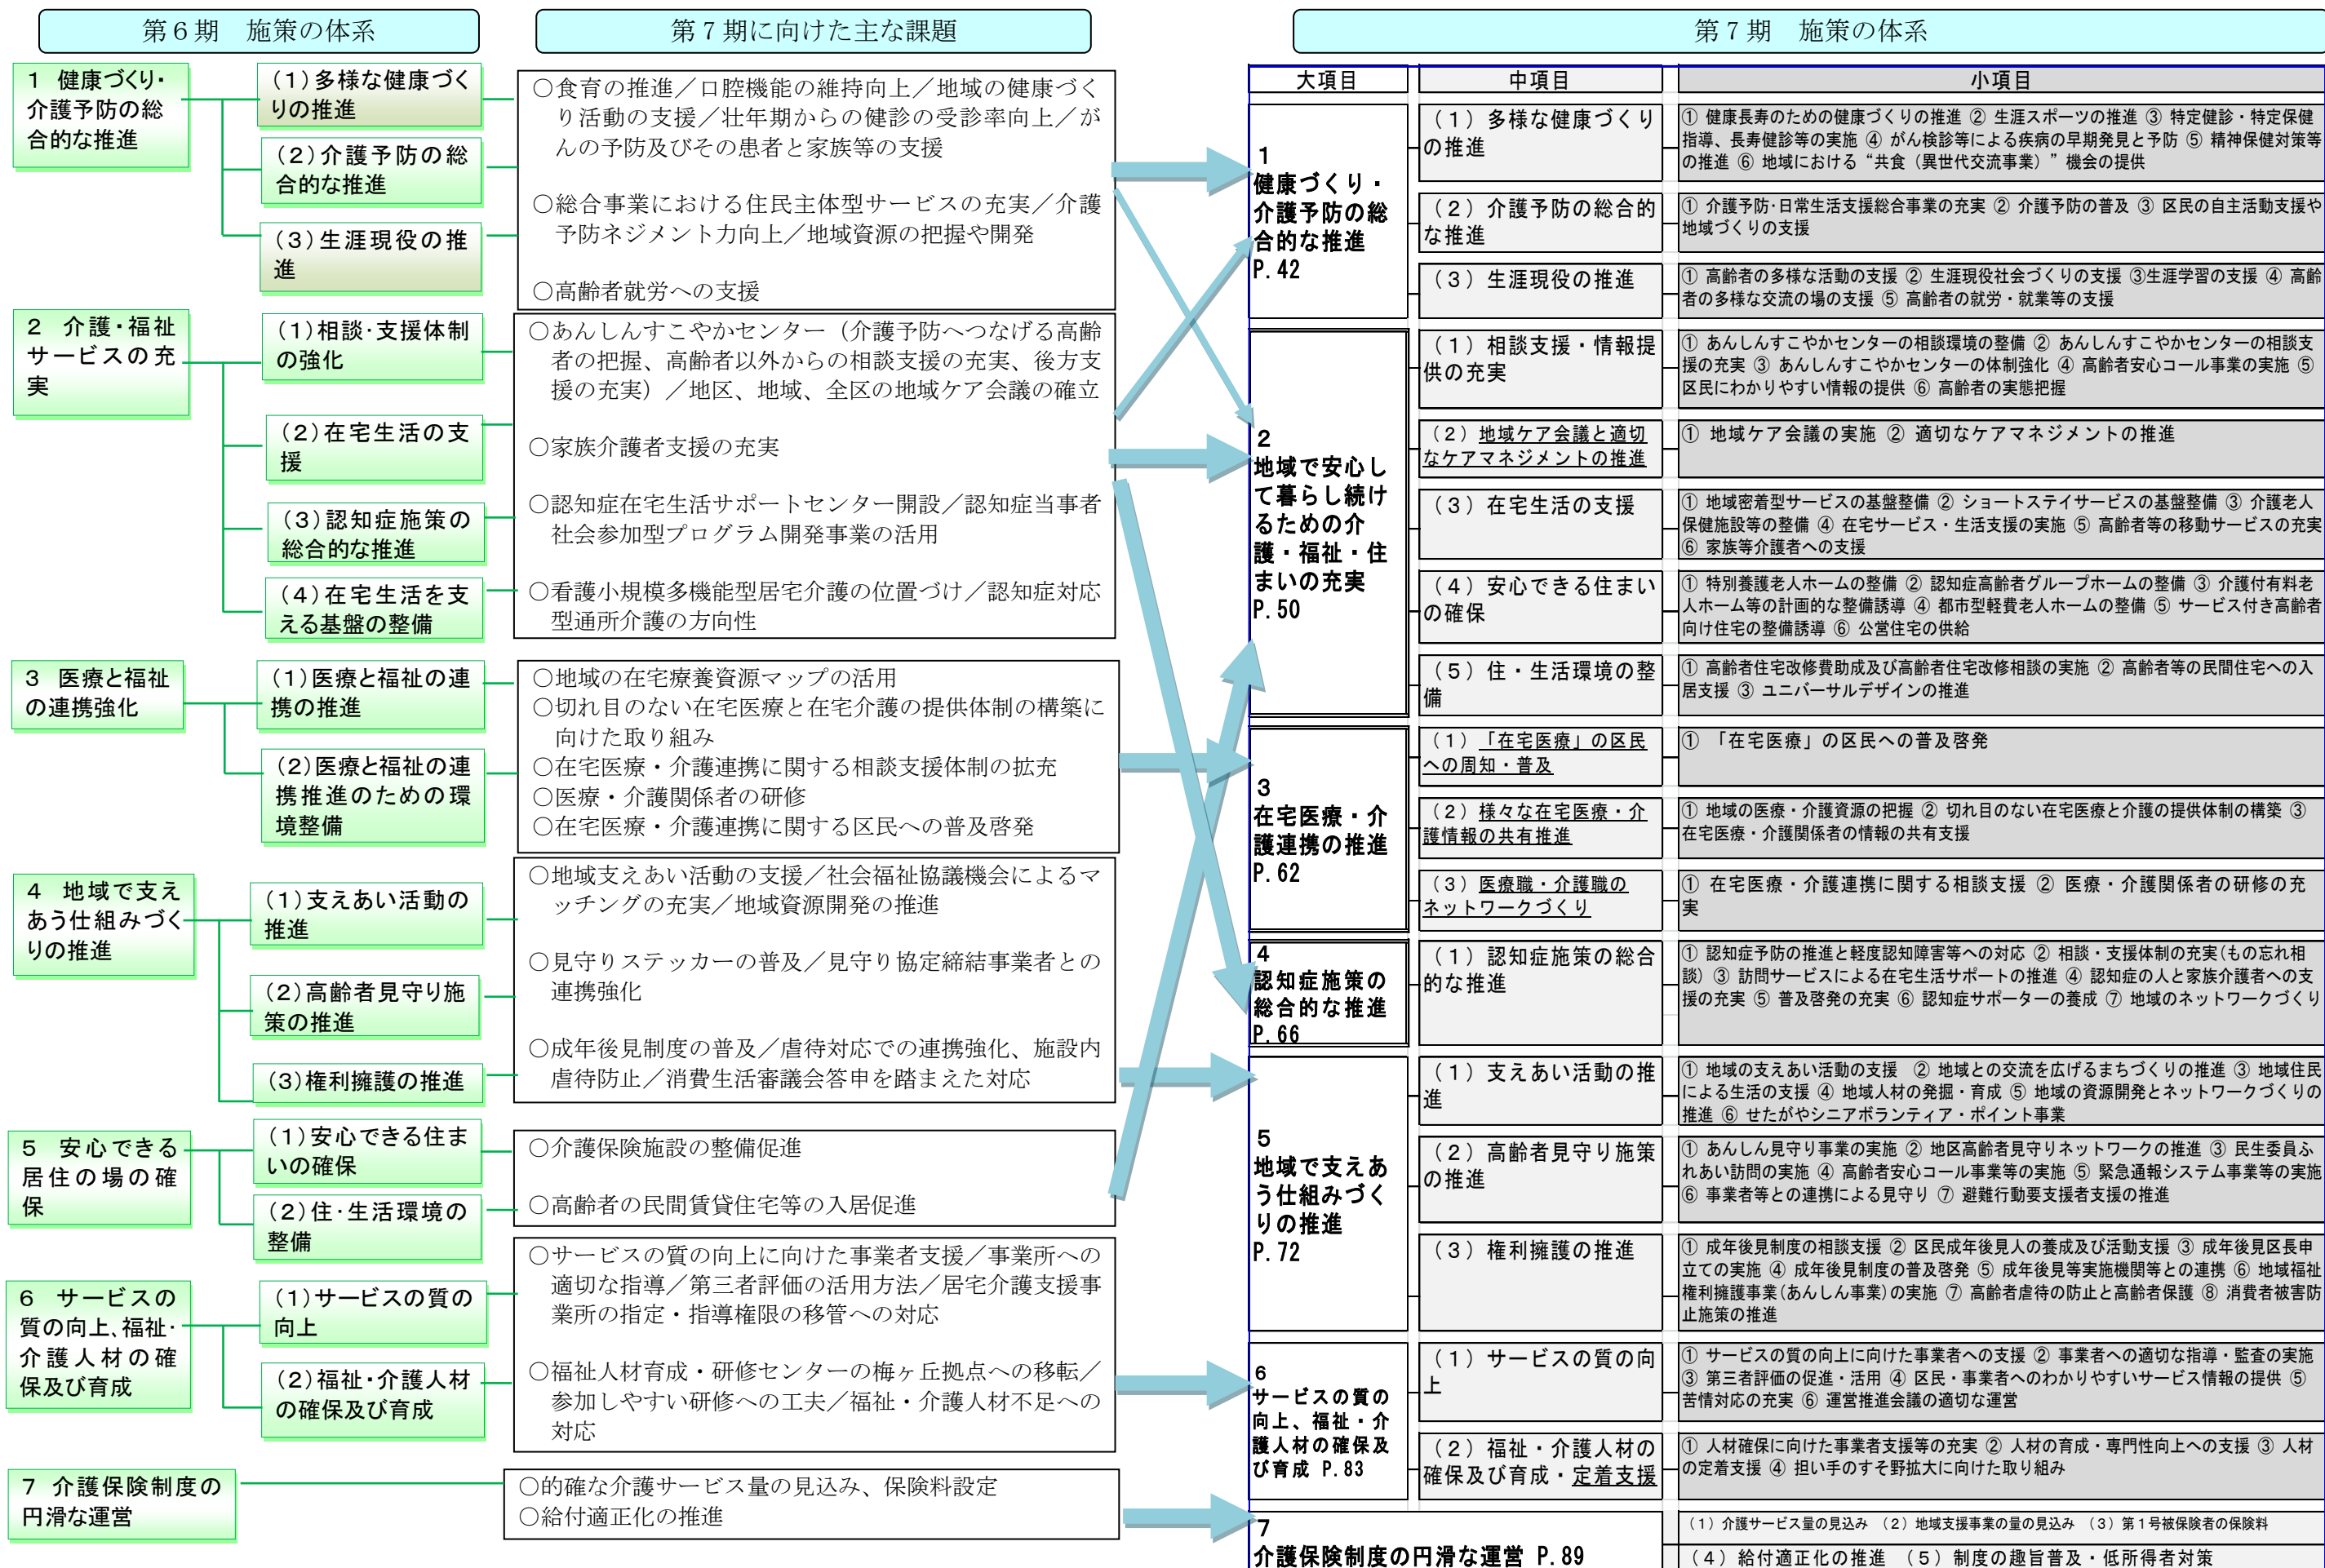 第６期　施策の体系
1 健康づくり・
介護予防の総
合的な推進
(1)多様な健康づく
りの推進
(2)介護予防の総
合的な推進
(3)生涯現役の推
進
2 介護・福祉
サービスの充
実
(1)相談・支援体制
の強化
(2)在宅生活の支
援
(3)認知症施策の
総合的な推進
(4)在宅生活を支
える基盤の整備
3 医療と福祉
の連携強化
(1)医療と福祉の連
携の推進
(2)医療と福祉の連
携推進のための環
境整備
4 地域で支え
あう仕組みづく
りの推進
(1)支えあい活動の
推進
(2)高齢者見守り施
策の推進
(3)権利擁護の推進
5 安心できる
居住の場の確
保
(1)安心できる住ま
いの確保
(2)住・生活環境の
整備
6 サービスの
質の向上、福祉・
介護人材の確
保及び育成
(1)サービスの質の
向上
(2)福祉・介護人材
の確保及び育成
7 介護保険制度の
円滑な運営
第７期に向けた主な課題
○食育の推進／口腔機能の維持向上／地域の健康づく
り活動の支援／壮年期からの健診の受診率向上／が
んの予防及びその患者と家族等の支援
○総合事業における住民主体型サービスの充実／介護
予防ネジメント力向上／地域資源の把握や開発
○高齢者就労への支援
○あんしんすこやかセンター（介護予防へつなげる高齢
者の把握、高齢者以外からの相談支援の充実、後方支
援の充実）／地区、地域、全区の地域ケア会議の確立
○家族介護者支援の充実
○認知症在宅生活サポートセンター開設／認知症当事者
社会参加型プログラム開発事業の活用
○看護小規模多機能型居宅介護の位置づけ／認知症対応
型通所介護の方向性
○地域の在宅療養資源マップの活用
○切れ目のない在宅医療と在宅介護の提供体制の構築に
向けた取り組み
○在宅医療・介護連携に関する相談支援体制の拡充
○医療・介護関係者の研修
○在宅医療・介護連携に関する区民への普及啓発
○地域支えあい活動の支援／社会福祉協議機会によるマ
ッチングの充実／地域資源開発の推進
○見守りステッカーの普及／見守り協定締結事業者との
連携強化
○成年後見制度の普及／虐待対応での連携強化、施設内
虐待防止／消費生活審議会答申を踏まえた対応
○介護保険施設の整備促進
○高齢者の民間賃貸住宅等の入居促進
○サービスの質の向上に向けた事業者支援／事業所への
適切な指導／第三者評価の活用方法／居宅介護支援事
業所の指定・指導権限の移管への対応
○福祉人材育成・研修センターの梅ヶ丘拠点への移転／
参加しやすい研修への工夫／福祉・介護人材不足への
対応
○的確な介護サービス量の見込み、保険料設定
○給付適正化の推進
第７期　施策の体系
大項目
中項目
小項目
1
健康づくり・
介護予防の総
合的な推進
P.42
（１）多様な健康づくり
の推進
① 健康長寿のための健康づくりの推進 ② 生涯スポーツの推進 ③ 特定健診・特定保健
指導、長寿健診等の実施 ④ がん検診等による疾病の早期発見と予防 ⑤ 精神保健対策等
の推進 ⑥ 地域における“共食（異世代交流事業）”機会の提供
（２）介護予防の総合的
な推進
① 介護予防・日常生活支援総合事業の充実 ② 介護予防の普及 ③ 区民の自主活動支援や
地域づくりの支援
（３）生涯現役の推進
① 高齢者の多様な活動の支援 ② 生涯現役社会づくりの支援 ③生涯学習の支援 ④ 高齢
者の多様な交流の場の支援 ⑤ 高齢者の就労・就業等の支援
2
地域で安心し
て暮らし続け
るための介
護・福祉・住
まいの充実
P.50
（１）相談支援・情報提
供の充実
① あんしんすこやかセンターの相談環境の整備 ② あんしんすこやかセンターの相談支
援の充実 ③ あんしんすこやかセンターの体制強化 ④ 高齢者安心コール事業の実施 ⑤
区民にわかりやすい情報の提供 ⑥ 高齢者の実態把握
（２）地域ケア会議と適切
なケアマネジメントの推進
① 地域ケア会議の実施 ② 適切なケアマネジメントの推進
（３）在宅生活の支援
① 地域密着型サービスの基盤整備 ② ショートステイサービスの基盤整備 ③ 介護老人
保健施設等の整備 ④ 在宅サービス・生活支援の実施 ⑤ 高齢者等の移動サービスの充実
⑥ 家族等介護者への支援
（４）安心できる住まい
の確保
① 特別養護老人ホームの整備 ② 認知症高齢者グループホームの整備 ③ 介護付有料老
人ホーム等の計画的な整備誘導 ④ 都市型軽費老人ホームの整備 ⑤ サービス付き高齢者
向け住宅の整備誘導 ⑥ 公営住宅の供給
（５）住・生活環境の整
備
① 高齢者住宅改修費助成及び高齢者住宅改修相談の実施 ② 高齢者等の民間住宅への入
居支援 ③ ユニバーサルデザインの推進
3
在宅医療・介
護連携の推進
P.62
（１）「在宅医療」の区民
への周知・普及
① 「在宅医療」の区民への普及啓発
（２）様々な在宅医療・介
護情報の共有推進
① 地域の医療・介護資源の把握 ② 切れ目のない在宅医療と介護の提供体制の構築 ③
在宅医療・介護関係者の情報の共有支援
（３）医療職・介護職の
ネットワークづくり
① 在宅医療・介護連携に関する相談支援 ② 医療・介護関係者の研修の充
実
4
認知症施策の
総合的な推進
P.66
（１）認知症施策の総合
的な推進
① 認知症予防の推進と軽度認知障害等への対応 ② 相談・支援体制の充実(もの忘れ相
談) ③ 訪問サービスによる在宅生活サポートの推進 ④ 認知症の人と家族介護者への支
援の充実 ⑤ 普及啓発の充実 ⑥ 認知症サポーターの養成 ⑦ 地域のネットワークづくり
5
地域で支えあ
う仕組みづく
りの推進
P.72
（１）支えあい活動の推
進
① 地域の支えあい活動の支援 ② 地域との交流を広げるまちづくりの推進 ③ 地域住民
による生活の支援 ④ 地域人材の発掘・育成 ⑤ 地域の資源開発とネットワークづくりの
推進 ⑥ せたがやシニアボランティア・ポイント事業
（２）高齢者見守り施策
の推進
① あんしん見守り事業の実施 ② 地区高齢者見守りネットワークの推進 ③ 民生委員ふ
れあい訪問の実施 ④ 高齢者安心コール事業等の実施 ⑤ 緊急通報システム事業等の実施
⑥ 事業者等との連携による見守り ⑦ 避難行動要支援者支援の推進
（３）権利擁護の推進
① 成年後見制度の相談支援 ② 区民成年後見人の養成及び活動支援 ③ 成年後見区長申
立ての実施 ④ 成年後見制度の普及啓発 ⑤ 成年後見等実施機関等との連携 ⑥ 地域福祉
権利擁護事業(あんしん事業)の実施 ⑦ 高齢者虐待の防止と高齢者保護 ⑧ 消費者被害防
止施策の推進
6
サービスの質の
向上、福祉・介
護人材の確保及
び育成 P.83
（１）サービスの質の向
上
① サービスの質の向上に向けた事業者への支援 ② 事業者への適切な指導・監査の実施
③ 第三者評価の促進・活用 ④ 区民・事業者へのわかりやすいサービス情報の提供 ⑤
苦情対応の充実 ⑥ 運営推進会議の適切な運営
（２）福祉・介護人材の
確保及び育成・定着支援
① 人材確保に向けた事業者支援等の充実 ② 人材の育成・専門性向上への支援 ③ 人材
の定着支援 ④ 担い手のすそ野拡大に向けた取り組み
7
介護保険制度の円滑な運営 P.89
（１）介護サービス量の見込み （２）地域支援事業の量の見込み （３）第１号被保険者の保険料
（４）給付適正化の推進 （５）制度の趣旨普及・低所得者対策